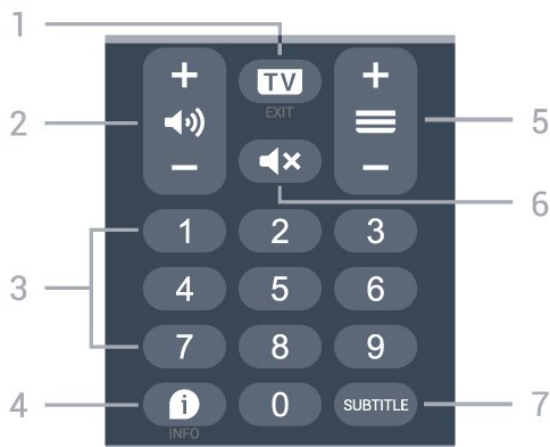 1
+ TV +
EXIT
2 5
- -
6
1 2 3
3
4 5 6
7 8 9
4 i 0 SUBTITLE 7
INFO